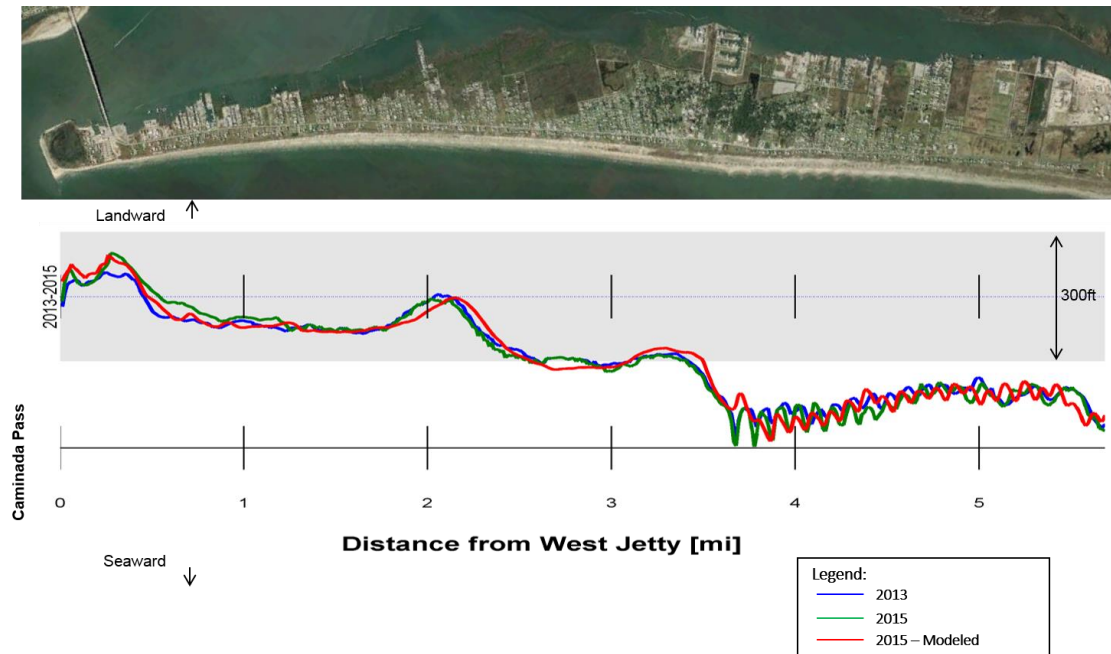 Landward
2013-2015
300ft
Caminada Pass
0 1 2 3 4 5
Distance from West Jetty [mi]
Seaward
Legend:
2013
2015
2015 – Modeled